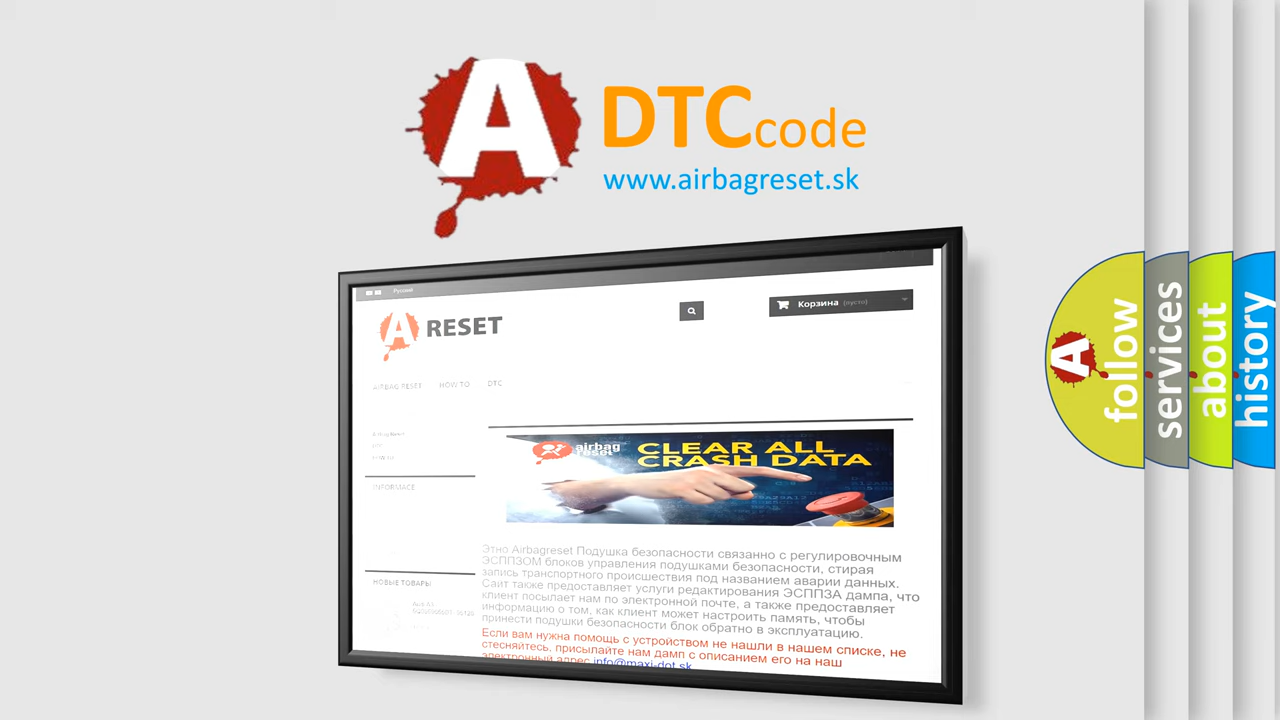 A DTCcode
www.airbagreset.sk
Русский
A RESET
Корзина (пусто)
AIRBAG RESET HOW TO DTC
airbag
reset
CLEAR ALL
CRASH DATA
INFORMACE
Этно Airbagreset Подушка безопасности связанно с регулировочным
ЭСППЗОМ блоков управления подушками безопасности, стирая
запись транспортного происшествия под названием аварии данных.
Сайт также предоставляет услуги редактирования ЭСППЗА дампа, что
клиент посылает нам по электронной почте, а также предоставляет
информацию о том, как клиент может настроить память, чтобы
принести подушки безопасности блок обратно в эксплуатацию.
НОВЫЕ ТОВАРЫ
Если вам нужна помощь с устройством не нашли в нашем списке, не
стесняйтесь, присылайте нам дамп с описанием его на наш
электронный адрес info@maxi-dot.sk
A
follow
services
about
history